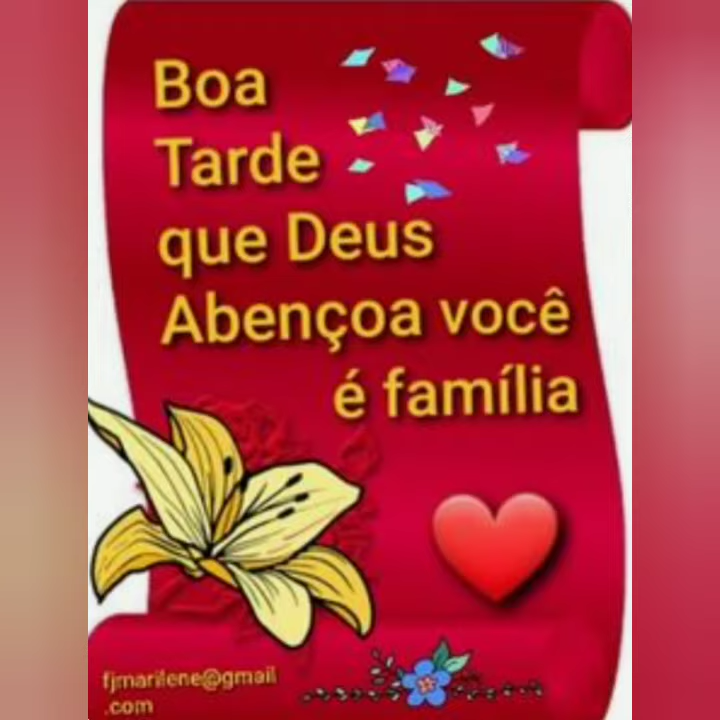 Boa
Tarde
que Deus
Abençoa você
é família
fjmarilene@gmail
.com